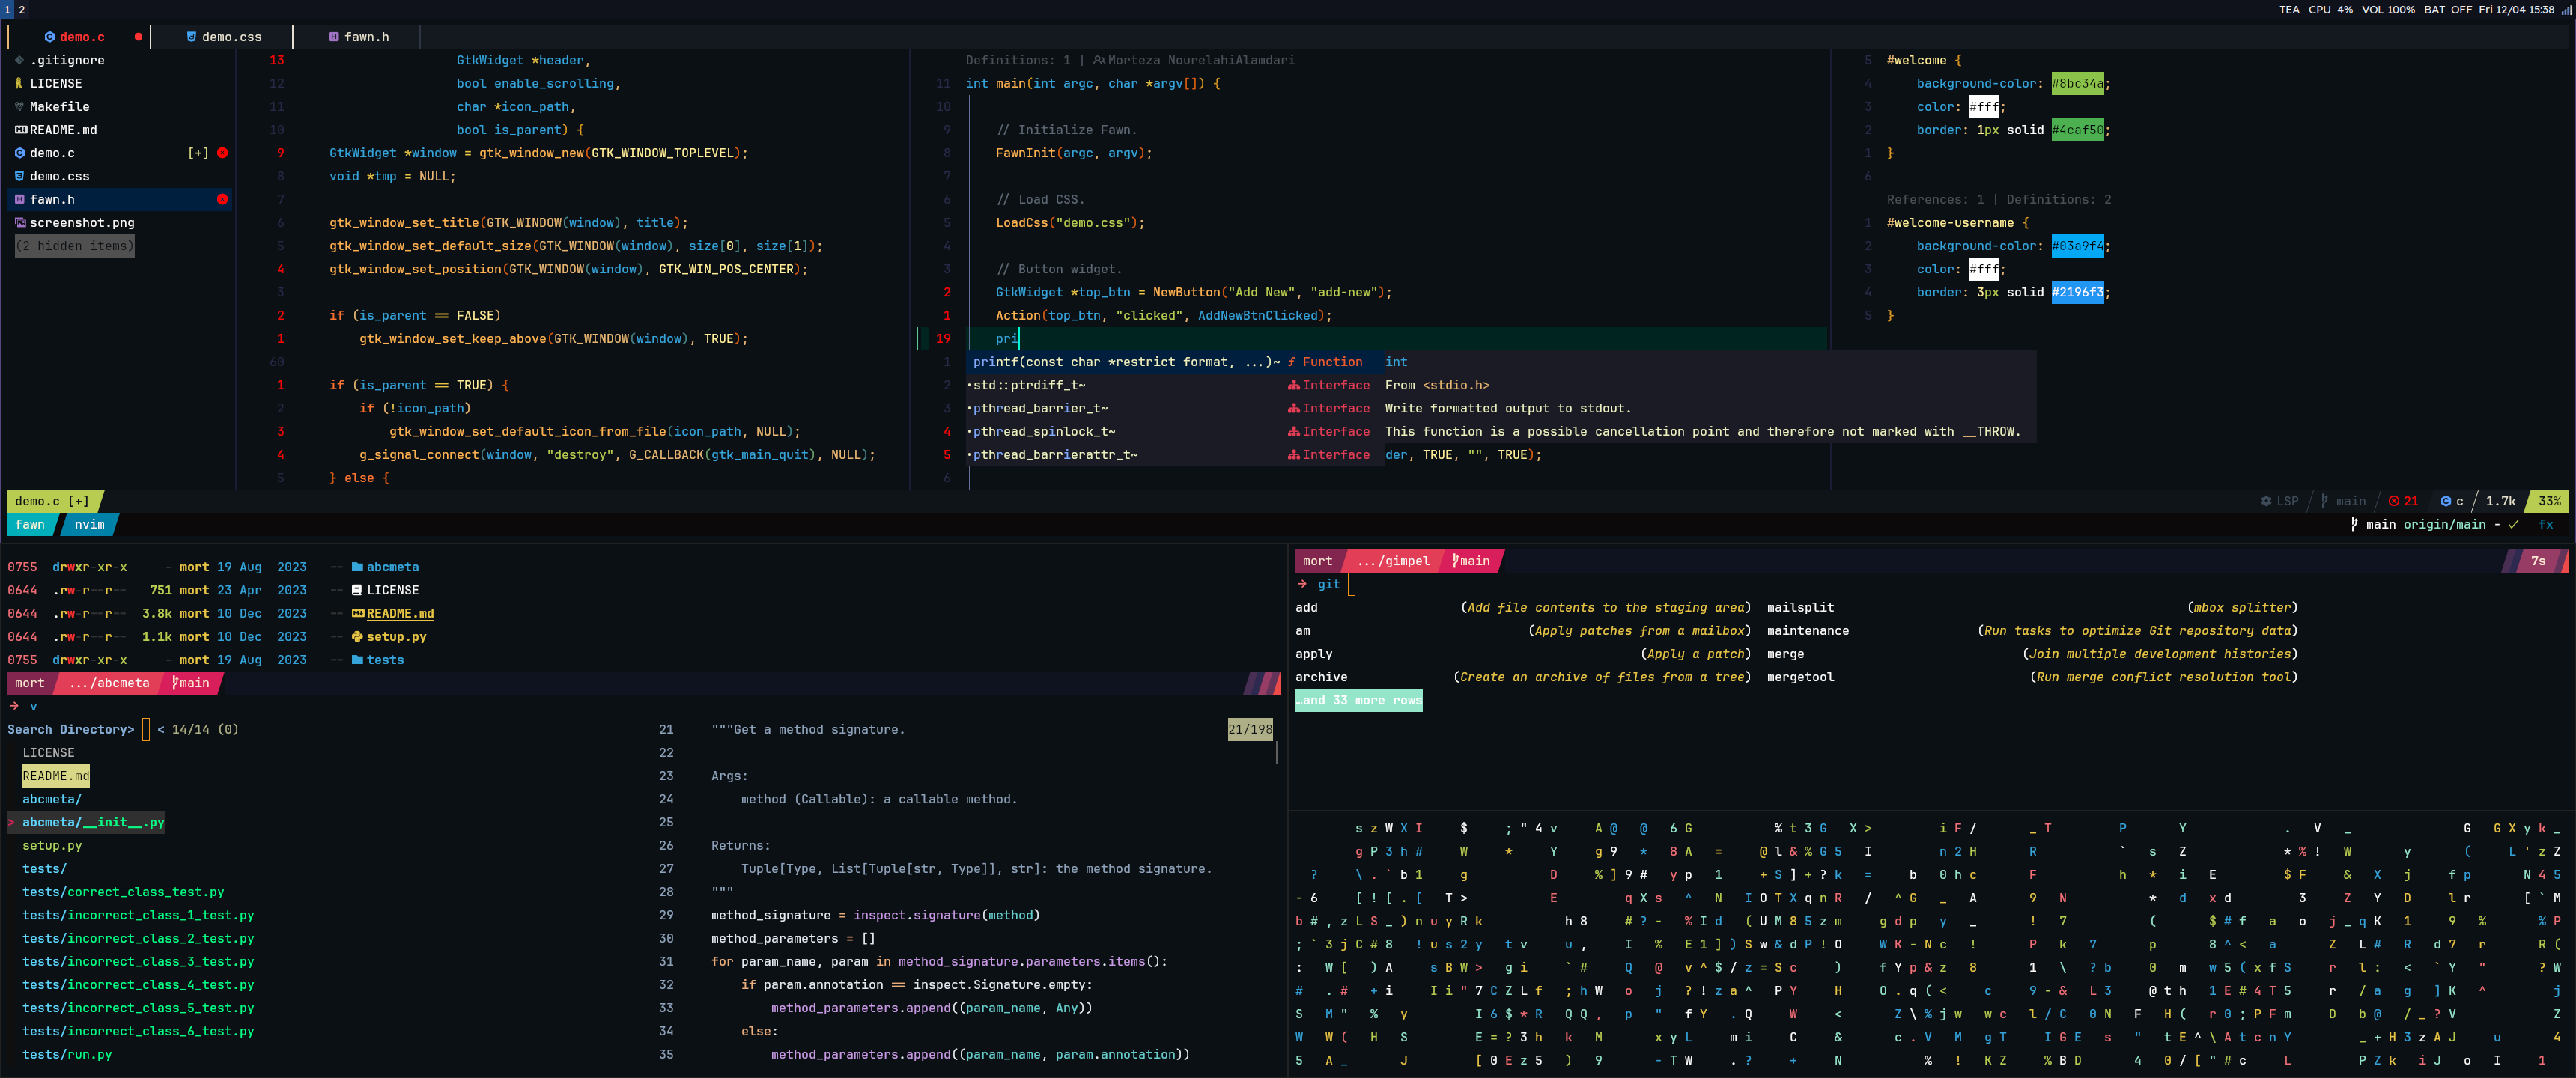 1 2
TEA CPU 4% VOL 100% BAT OFF Fri 12/04 15:38
demo.c demo.css fawn.h
.gitignore
LICENSE
Makefile
README.md
demo.c [+]
demo.css
fawn.h
screenshot.png
(2 hidden items)
13 GtkWidget *header,
12 bool enable_scrolling,
11 char *icon_path,
10 bool is_parent) {
9 GtkWidget *window = gtk_window_new(GTK_WINDOW_TOPLEVEL);
8 void *tmp = NULL;
7
6 gtk_window_set_title(GTK_WINDOW(window), title);
5 gtk_window_set_default_size(GTK_WINDOW(window), size[0], size[1]);
4 gtk_window_set_position(GTK_WINDOW(window), GTK_WIN_POS_CENTER);
3
2 if (is_parent == FALSE)
1 gtk_window_set_keep_above(GTK_WINDOW(window), TRUE);
60
1 if (is_parent == TRUE) {
2 if (!icon_path)
3 gtk_window_set_default_icon_from_file(icon_path, NULL);
4 g_signal_connect(window, "destroy", G_CALLBACK(gtk_main_quit), NULL);
5 } else {
Definitions: 1 | Morteza NourelahiAlamdari
11 int main(int argc, char *argv[]) {
10
9 // Initialize Fawn.
8 FawnInit(argc, argv);
7
6 // Load CSS.
5 LoadCss("demo.css");
4
3 // Button widget.
2 GtkWidget *top_btn = NewButton("Add New", "add-new");
1 Action(top_btn, "clicked", AddNewBtnClicked);
19 pri
1 printf(const char *restrict format, ...)~ ƒ Function int
2 •std::ptrdiff_t~ Interface From <stdio.h>
3 •pthread_barrier_t~ Interface Write formatted output to stdout.
4 •pthread_spinlock_t~ Interface This function is a possible cancellation point and therefore not marked with __THROW.
5 •pthread_barrierattr_t~ Interface der, TRUE, "", TRUE);
6
5 #welcome {
4 background-color: #8bc34a;
3 color: #fff;
2 border: 1px solid #4caf50;
1 }
6
References: 1 | Definitions: 2
1 #welcome-username {
2 background-color: #03a9f4;
3 color: #fff;
4 border: 3px solid #2196f3;
5 }
demo.c [+] LSP main 21 c 1.7k 33%
fawn nvim main origin/main - ✓ fx
0755 drwxr-xr-x - mort 19 Aug 2023 -- abcmeta
0644 .rw-r--r-- 751 mort 23 Apr 2023 -- LICENSE
0644 .rw-r--r-- 3.8k mort 10 Dec 2023 -- README.md
0644 .rw-r--r-- 1.1k mort 10 Dec 2023 -- setup.py
0755 drwxr-xr-x - mort 19 Aug 2023 -- tests
mort .../abcmeta main
→ v
Search Directory> < 14/14 (0)
LICENSE
README.md
abcmeta/
> abcmeta/__init__.py
setup.py
tests/
tests/correct_class_test.py
tests/incorrect_class_1_test.py
tests/incorrect_class_2_test.py
tests/incorrect_class_3_test.py
tests/incorrect_class_4_test.py
tests/incorrect_class_5_test.py
tests/incorrect_class_6_test.py
tests/run.py
21 """Get a method signature. 21/198
22
23 Args:
24 method (Callable): a callable method.
25
26 Returns:
27 Tuple[Type, List[Tuple[str, Type]], str]: the method signature.
28 """
29 method_signature = inspect.signature(method)
30 method_parameters = []
31 for param_name, param in method_signature.parameters.items():
32 if param.annotation == inspect.Signature.empty:
33 method_parameters.append((param_name, Any))
34 else:
35 method_parameters.append((param_name, param.annotation))
mort .../gimpel main 7s
→ git
add (Add file contents to the staging area) mailsplit (mbox splitter)
am (Apply patches from a mailbox) maintenance (Run tasks to optimize Git repository data)
apply (Apply a patch) merge (Join multiple development histories)
archive (Create an archive of files from a tree) mergetool (Run merge conflict resolution tool)
…and 33 more rows